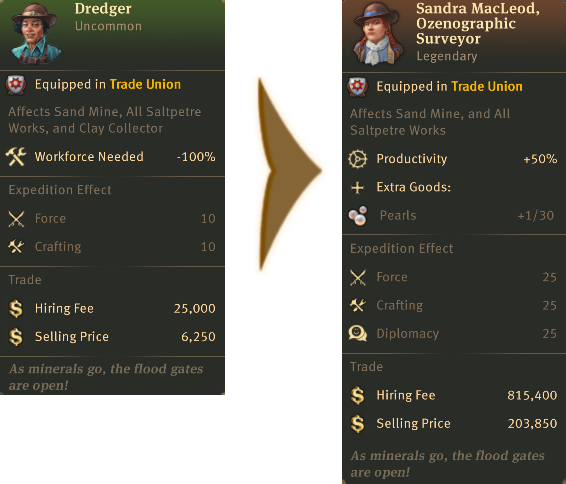 Dredger
Uncommon
Equipped in Trade Union
Affects Sand Mine, All Saltpetre
Works, and Clay Collector
Workforce Needed -100%
Expedition Effect
Force 10
Crafting 10
Trade
Hiring Fee 25,000
Selling Price 6,250
As minerals go, the flood gates
are open!
Sandra MacLeod,
Ozenographic
Surveyor
Legendary
Equipped in Trade Union
Affects Sand Mine, and All
Saltpetre Works
Productivity +50%
Extra Goods:
Pearls +1/30
Expedition Effect
Force 25
Crafting 25
Diplomacy 25
Trade
Hiring Fee 815,400
Selling Price 203,850
As minerals go, the flood gates
are open!